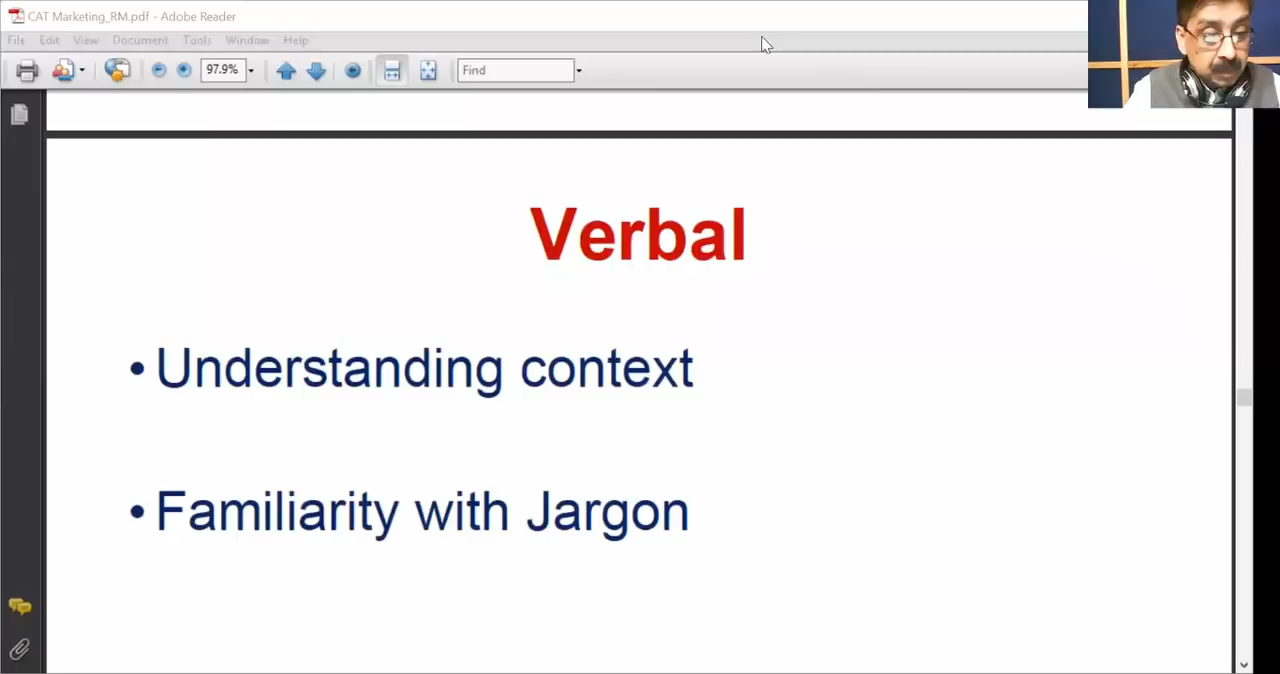 CAT Marketing_RM.pdf - Adobe Reader
File Edit View Document Tools Window Help
97.9% Find
Verbal
• Understanding context
• Familiarity with Jargon